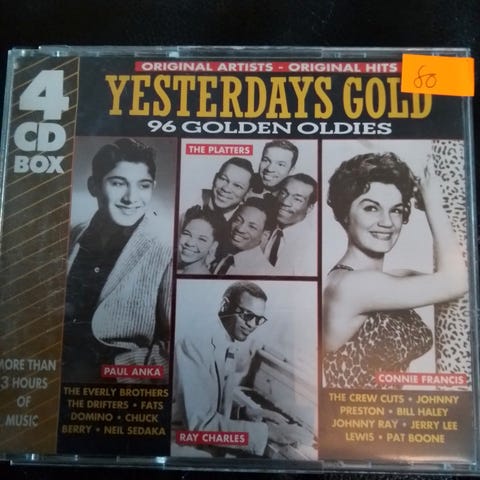 ORIGINAL ARTISTS - ORIGINAL HITS
80
4
CD
BOX
YESTERDAYS GOLD
96 GOLDEN OLDIES
THE PLATTERS
PAUL ANKA
CONNIE FRANCIS
RAY CHARLES
MORE THAN
3 HOURS
OF
MUSIC
THE EVERLY BROTHERS
THE DRIFTERS • FATS
DOMINO • CHUCK
BERRY • NEIL SEDAKA
THE CREW CUTS • JOHNNY
PRESTON • BILL HALEY
JOHNNY RAY • JERRY LEE
LEWIS • PAT BOONE